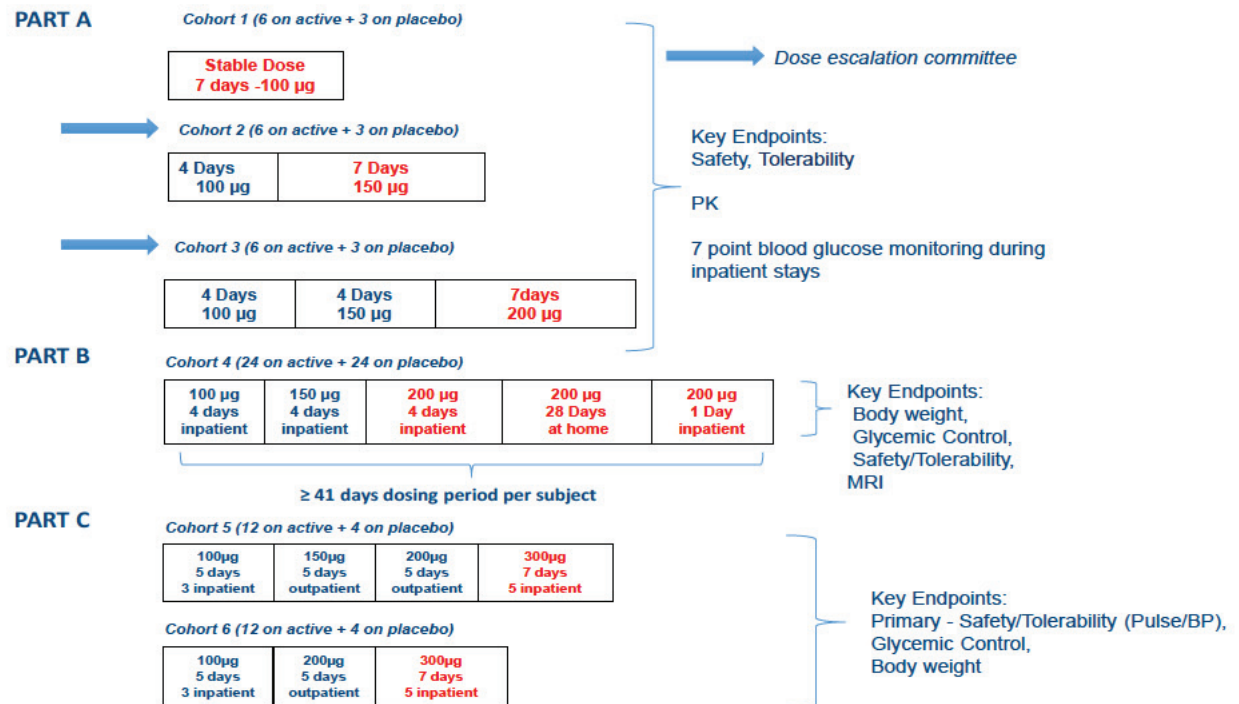 PART A
Cohort 1 (6 on active + 3 on placebo)
Stable Dose
7 days -100 µg
Dose escalation committee
Cohort 2 (6 on active + 3 on placebo)
4 Days
100 µg
7 Days
150 µg
Key Endpoints:
Safety, Tolerability
PK
7 point blood glucose monitoring during
inpatient stays
Cohort 3 (6 on active + 3 on placebo)
4 Days
100 µg
4 Days
150 µg
7days
200 µg
PART B
Cohort 4 (24 on active + 24 on placebo)
100 µg
4 days
inpatient
150 µg
4 days
inpatient
200 µg
4 days
inpatient
200 µg
28 Days
at home
200 µg
1 Day
inpatient
Key Endpoints:
Body weight,
Glycemic Control,
Safety/Tolerability,
MRI
≥ 41 days dosing period per subject
PART C
Cohort 5 (12 on active + 4 on placebo)
100µg
5 days
3 inpatient
150µg
5 days
outpatient
200µg
5 days
outpatient
300µg
7 days
5 inpatient
Key Endpoints:
Primary - Safety/Tolerability (Pulse/BP),
Glycemic Control,
Body weight
Cohort 6 (12 on active + 4 on placebo)
100µg
5 days
3 inpatient
200µg
5 days
outpatient
300µg
7 days
5 inpatient